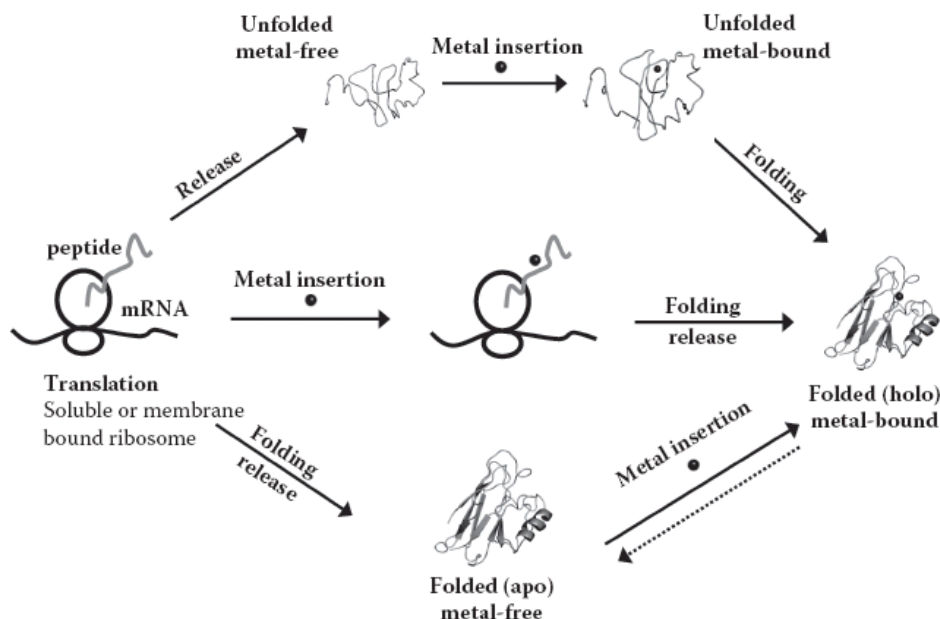 Unfolded
metal-free
Metal insertion
Unfolded
metal-bound
Release
Folding
peptide
mRNA
Metal insertion
Folding
release
Translation
Soluble or membrane
bound ribosome
Folding
release
Metal insertion
Folded (holo)
metal-bound
Folded (apo)
metal-free